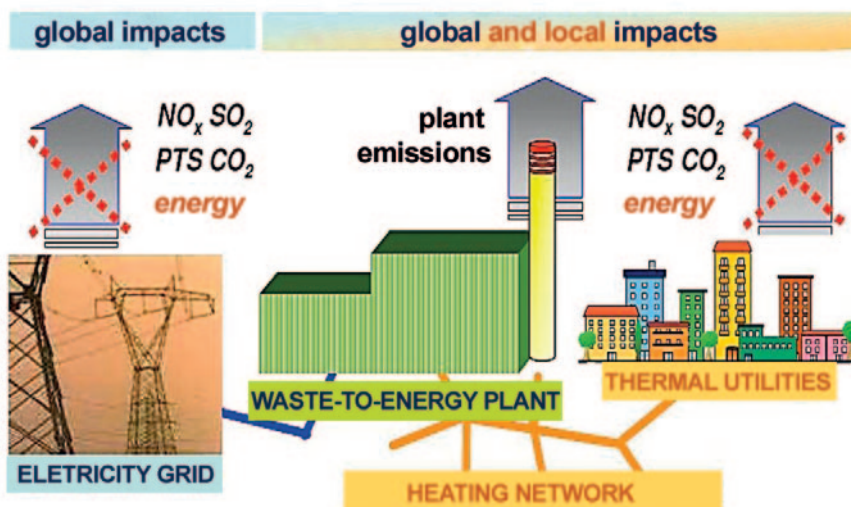 global impacts
global and local impacts
NOx SO2
PTS CO2
energy
plant
emissions
NOx SO2
PTS CO2
energy
WASTE-TO-ENERGY PLANT
THERMAL UTILITIES
ELETRICITY GRID
HEATING NETWORK